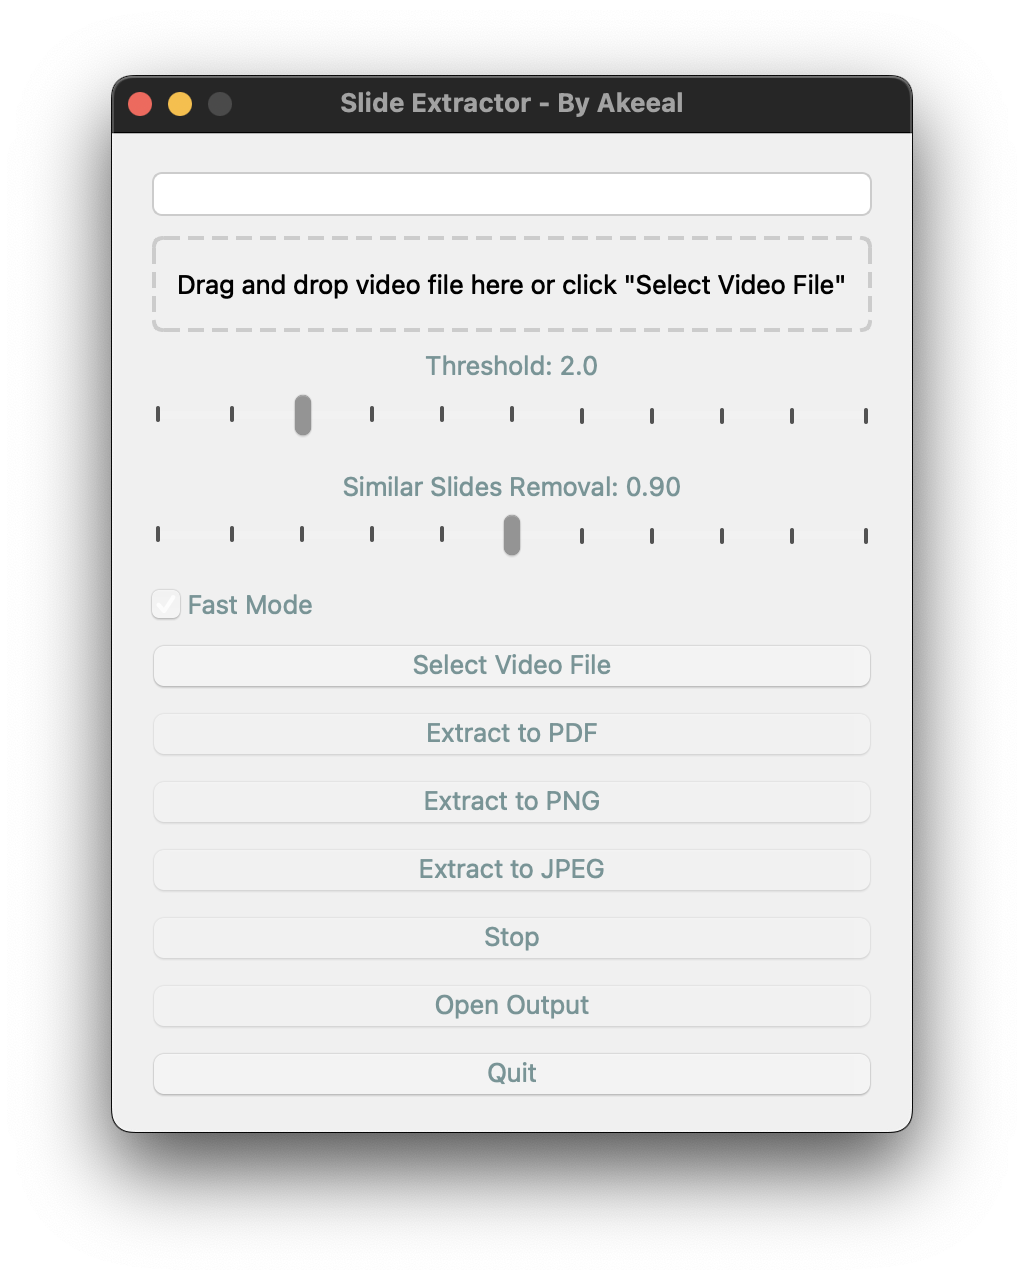 Slide Extractor - By Akeeal
Drag and drop video file here or click "Select Video File"
Threshold: 2.0
Similar Slides Removal: 0.90
Fast Mode
Select Video File
Extract to PDF
Extract to PNG
Extract to JPEG
Stop
Open Output
Quit